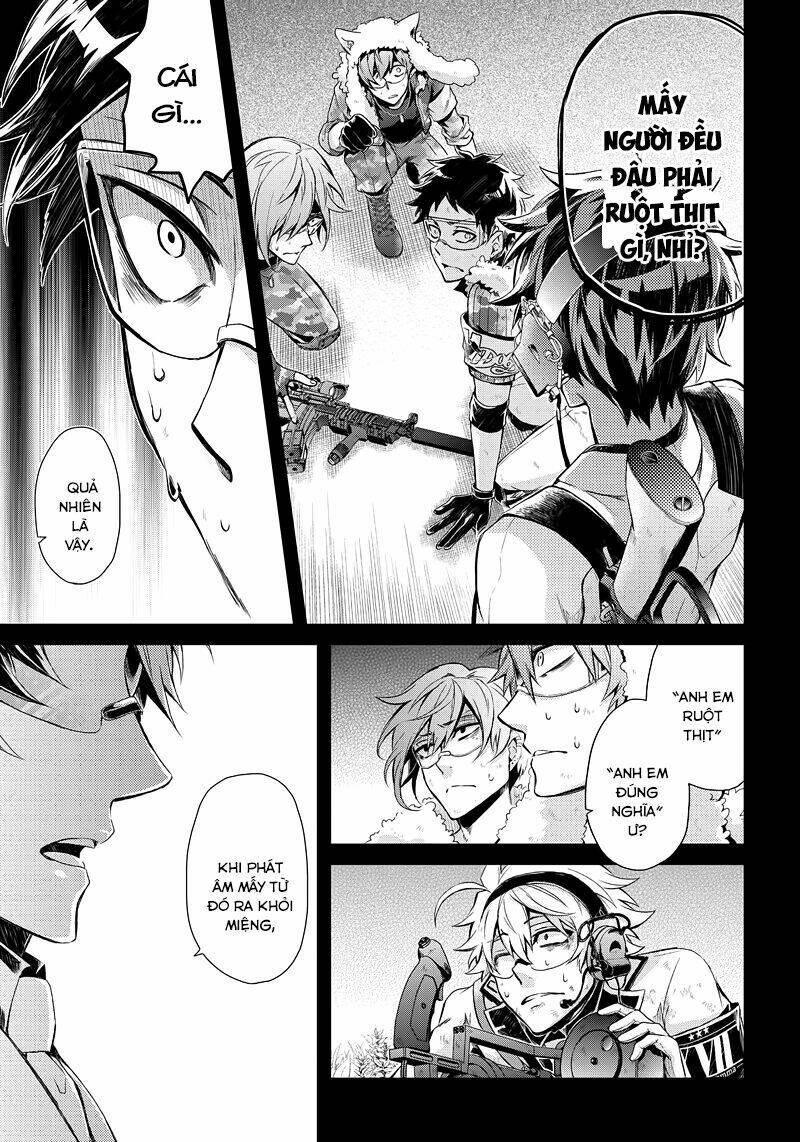 MẤY
NGƯỜI ĐỀU
ĐÂU PHẢI
RUỘT THỊT
GÌ, NHỈ?
CÁI
GÌ...
QUẢ
NHIÊN LÀ
VẬY.
"ANH EM
RUỘT
THỊT"
"ANH EM
ĐÚNG
NGHĨA"
Ư?
KHI PHÁT
ÂM MẤY TỪ
ĐÓ RA KHỎI
MIỆNG,
VII